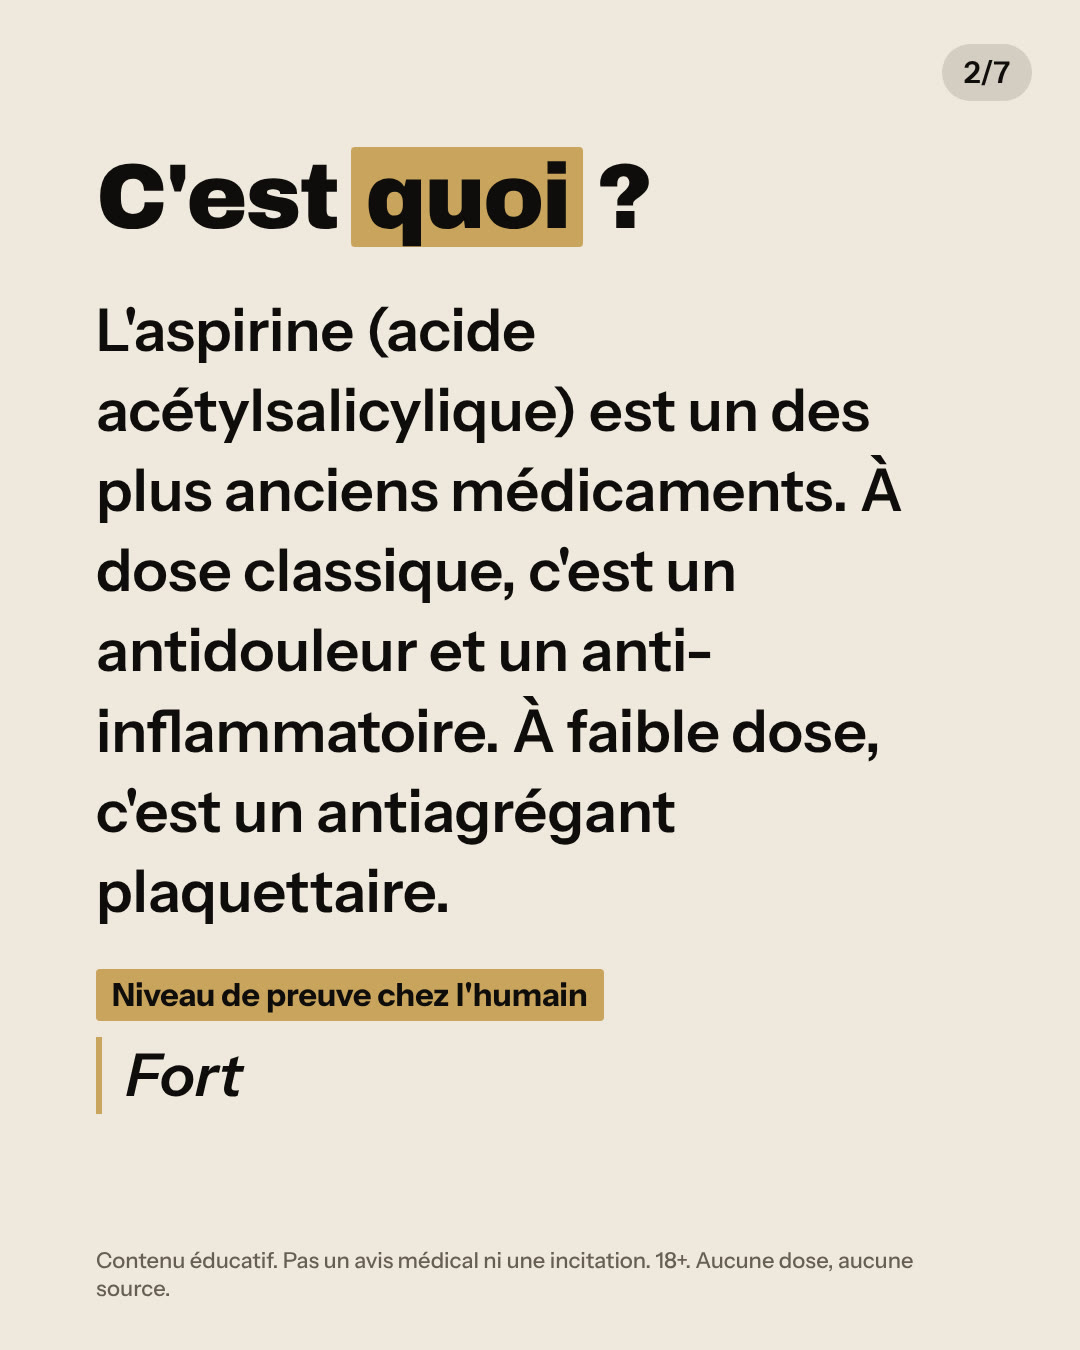 2/7
C'est quoi ?
L'aspirine (acide
acétylsalicylique) est un des
plus anciens médicaments. À
dose classique, c'est un
antidouleur et un anti-
inflammatoire. À faible dose,
c'est un antiagrégant
plaquettaire.
Niveau de preuve chez l'humain
Fort
Contenu éducatif. Pas un avis médical ni une incitation. 18+. Aucune dose, aucune
source.